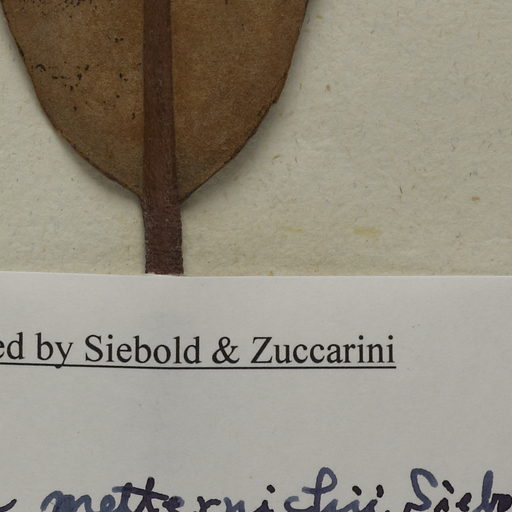 ed by Siebold & Zuccarini
metternichii Siebo